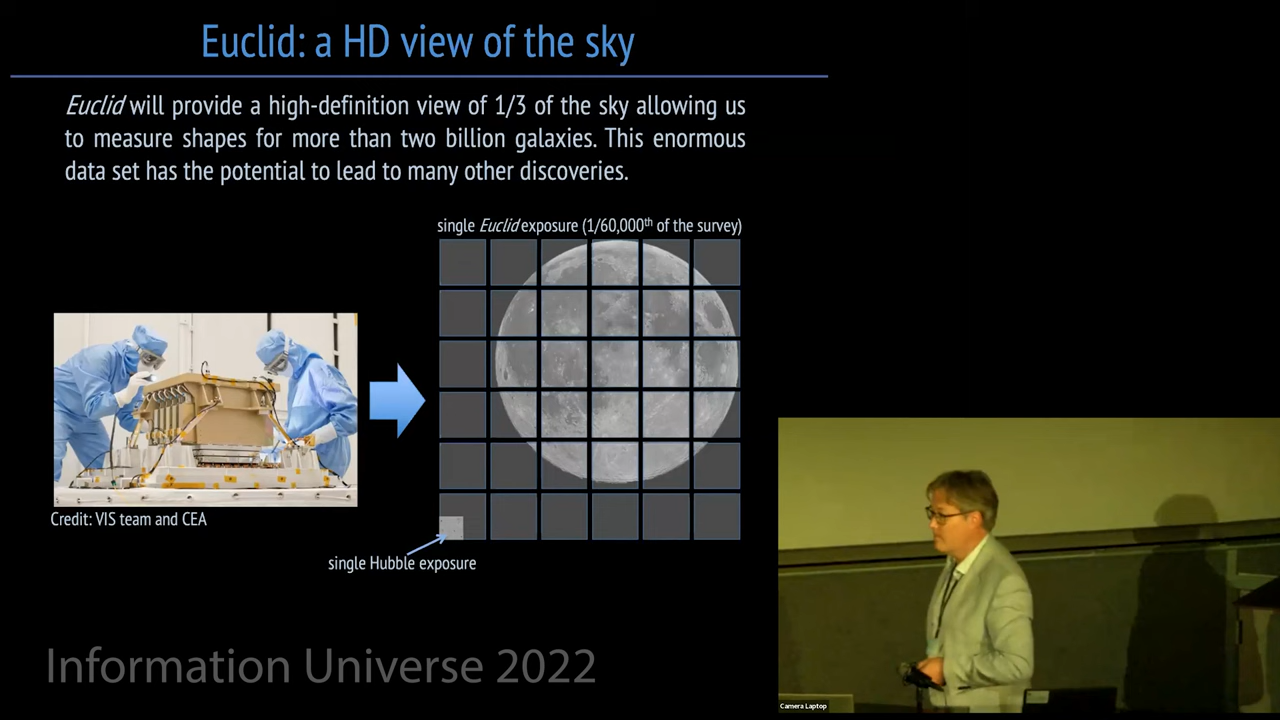 Euclid: a HD view of the sky
Euclid will provide a high-definition view of 1/3 of the sky allowing us
to measure shapes for more than two billion galaxies. This enormous
data set has the potential to lead to many other discoveries.
single Euclid exposure (1/60,000th of the survey)
Credit: VIS team and CEA
single Hubble exposure
Information Universe 2022
Camera Laptop